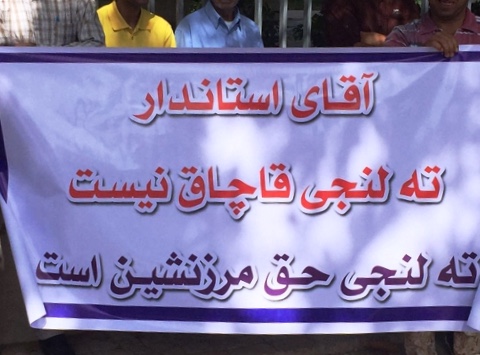 آقای استاندار
ته لنجی قاچاق نیست
ته لنجی حق مرزنشین است